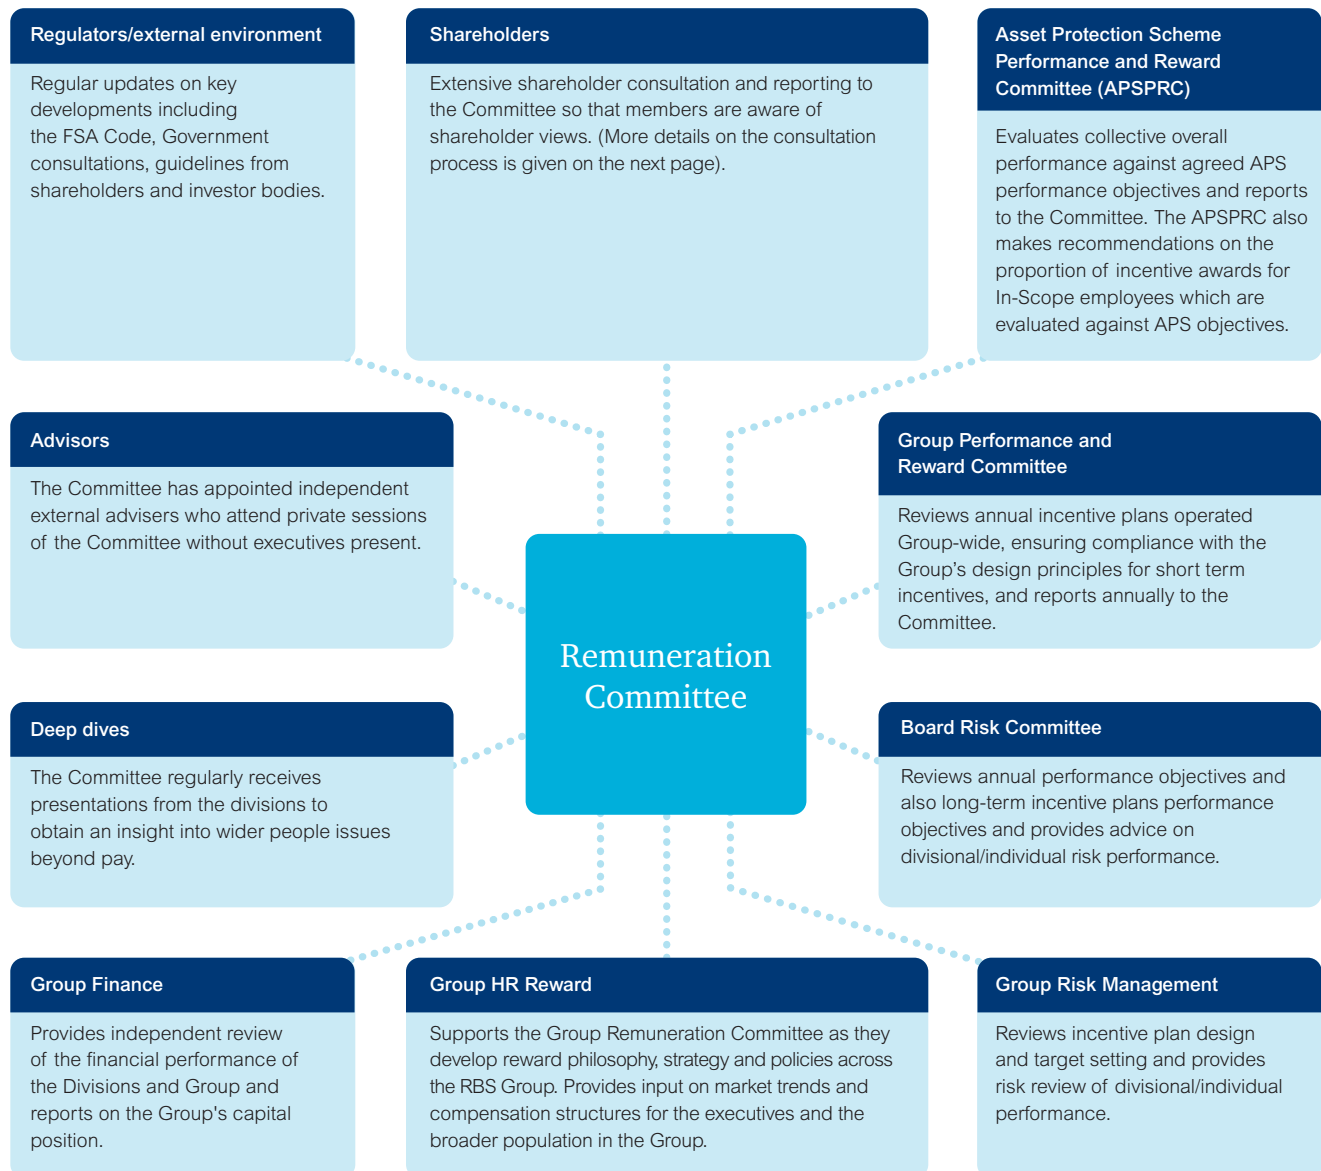 Regulators/external environment
Regular updates on key
developments including
the FSA Code, Government
consultations, guidelines from
shareholders and investor bodies.
Shareholders
Extensive shareholder consultation and reporting to
the Committee so that members are aware of
shareholder views. (More details on the consultation
process is given on the next page).
Asset Protection Scheme
Performance and Reward
Committee (APSPRC)
Evaluates collective overall
performance against agreed APS
performance objectives and reports
to the Committee. The APSPRC also
makes recommendations on the
proportion of incentive awards for
In-Scope employees which are
evaluated against APS objectives.
Advisors
The Committee has appointed independent
external advisers who attend private sessions
of the Committee without executives present.
Group Performance and
Reward Committee
Reviews annual incentive plans operated
Group-wide, ensuring compliance with the
Group's design principles for short term
incentives, and reports annually to the
Committee.
Remuneration
Committee
Deep dives
The Committee regularly receives
presentations from the divisions to
obtain an insight into wider people issues
beyond pay.
Board Risk Committee
Reviews annual performance objectives and
also long-term incentive plans performance
objectives and provides advice on
divisional/individual risk performance.
Group Finance
Provides independent review
of the financial performance of
the Divisions and Group and
reports on the Group's capital
position.
Group HR Reward
Supports the Group Remuneration Committee as they
develop reward philosophy, strategy and policies across
the RBS Group. Provides input on market trends and
compensation structures for the executives and the
broader population in the Group.
Group Risk Management
Reviews incentive plan design
and target setting and provides
risk review of divisional/individual
performance.